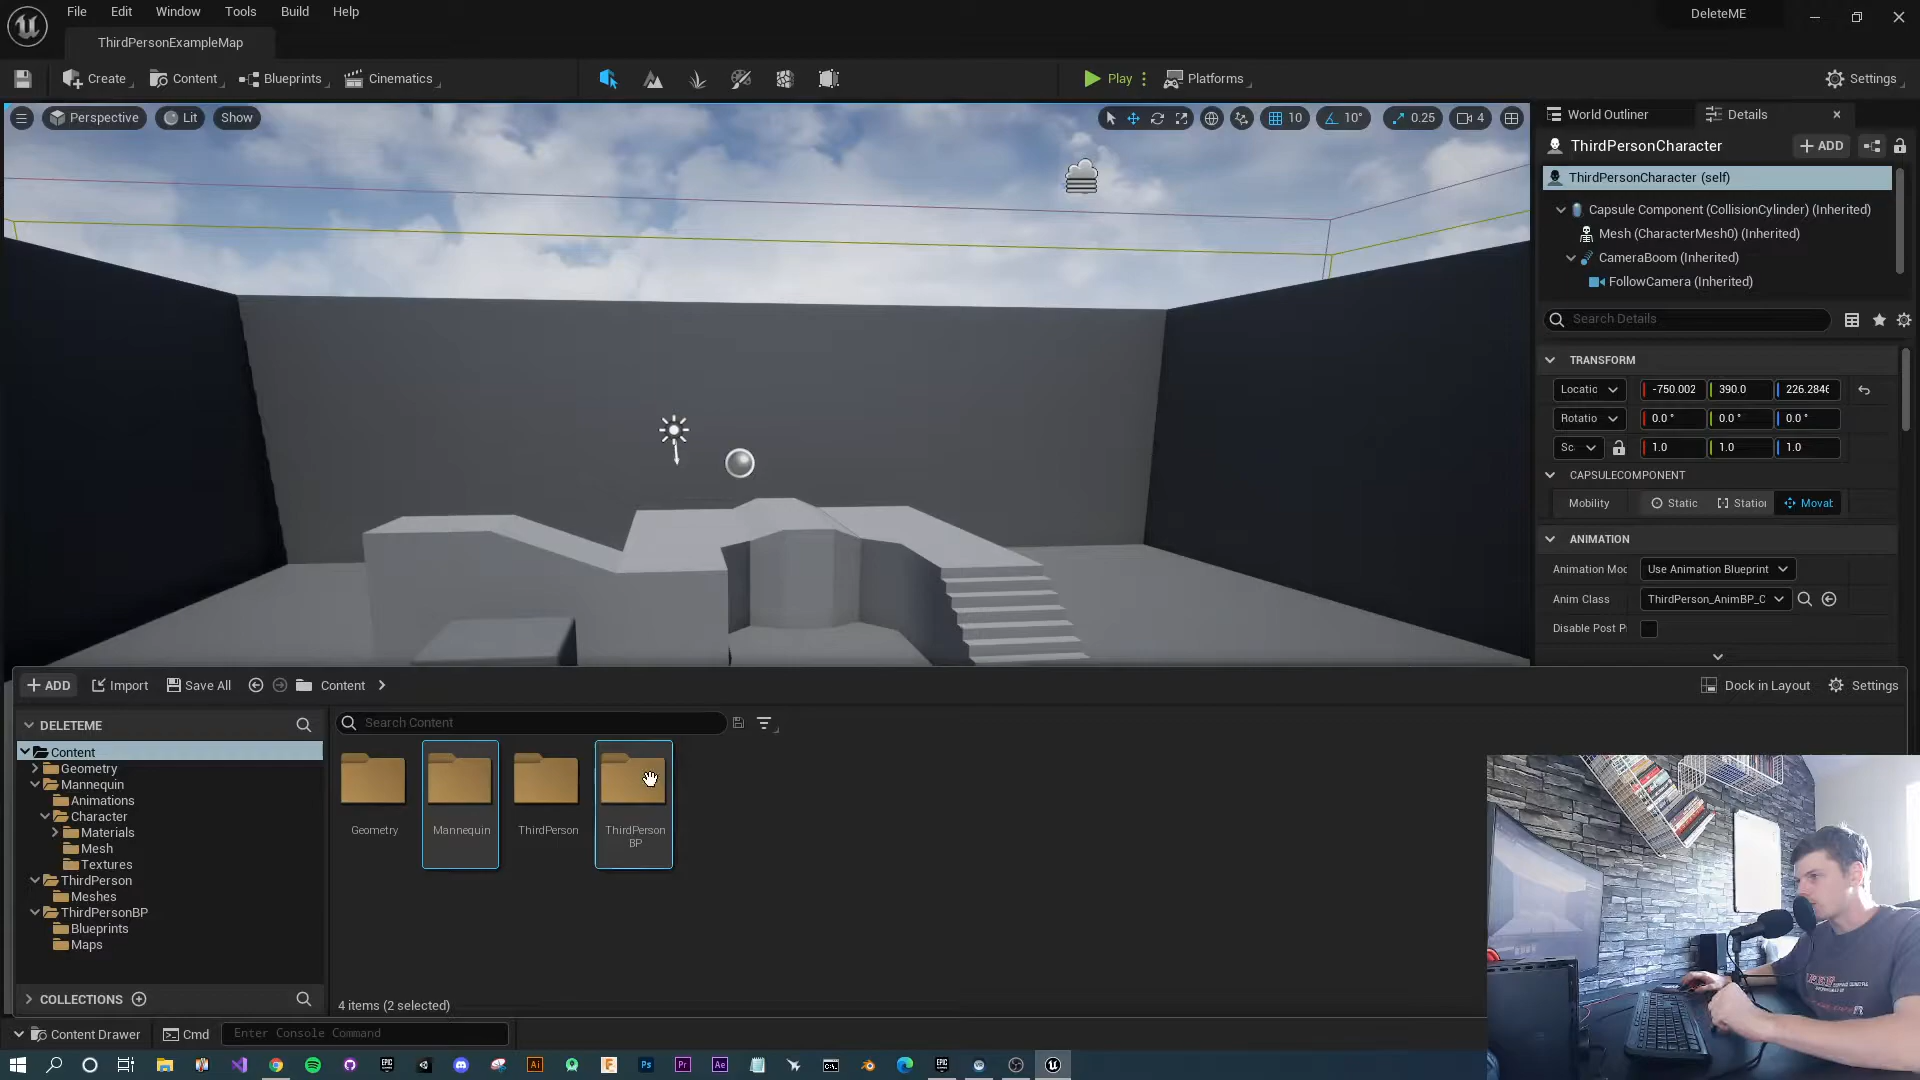 File Edit Window Tools Build Help
DeleteME
ThirdPersonExampleMap
Create Content Blueprints Cinematics Play Platforms Settings
Perspective Lit Show 10 10° 0.25 4
World Outliner Details
ThirdPersonCharacter ADD
ThirdPersonCharacter (self)
Capsule Component (CollisionCylinder) (Inherited)
Mesh (CharacterMesh0) (Inherited)
CameraBoom (Inherited)
FollowCamera (Inherited)
Search Details
TRANSFORM
Locatic -750.002 390.0 226.2846
Rotatio 0.0 ° 0.0 ° 0.0 °
Sc 1.0 1.0 1.0
CAPSULECOMPONENT
Mobility Static Station Movab
ANIMATION
Animation Moc Use Animation Blueprint
Anim Class ThirdPerson_AnimBP_C
Disable Post P
ADD Import Save All Content Dock in Layout Settings
DELETEME
Search Content
Content
Geometry
Mannequin
Animations
Character
Materials
Mesh
Textures
ThirdPerson
Meshes
ThirdPersonBP
Blueprints
Maps
Geometry Mannequin ThirdPerson ThirdPerson
BP
COLLECTIONS
4 items (2 selected)
Content Drawer Cmd Enter Console Command